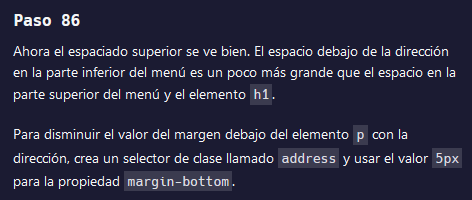 Paso 86
Ahora el espaciado superior se ve bien. El espacio debajo de la dirección
en la parte inferior del menú es un poco más grande que el espacio en la
parte superior del menú y el elemento h1.
Para disminuir el valor del margen debajo del elemento p con la
dirección, crea un selector de clase llamado address y usar el valor 5px
para la propiedad margin-bottom.